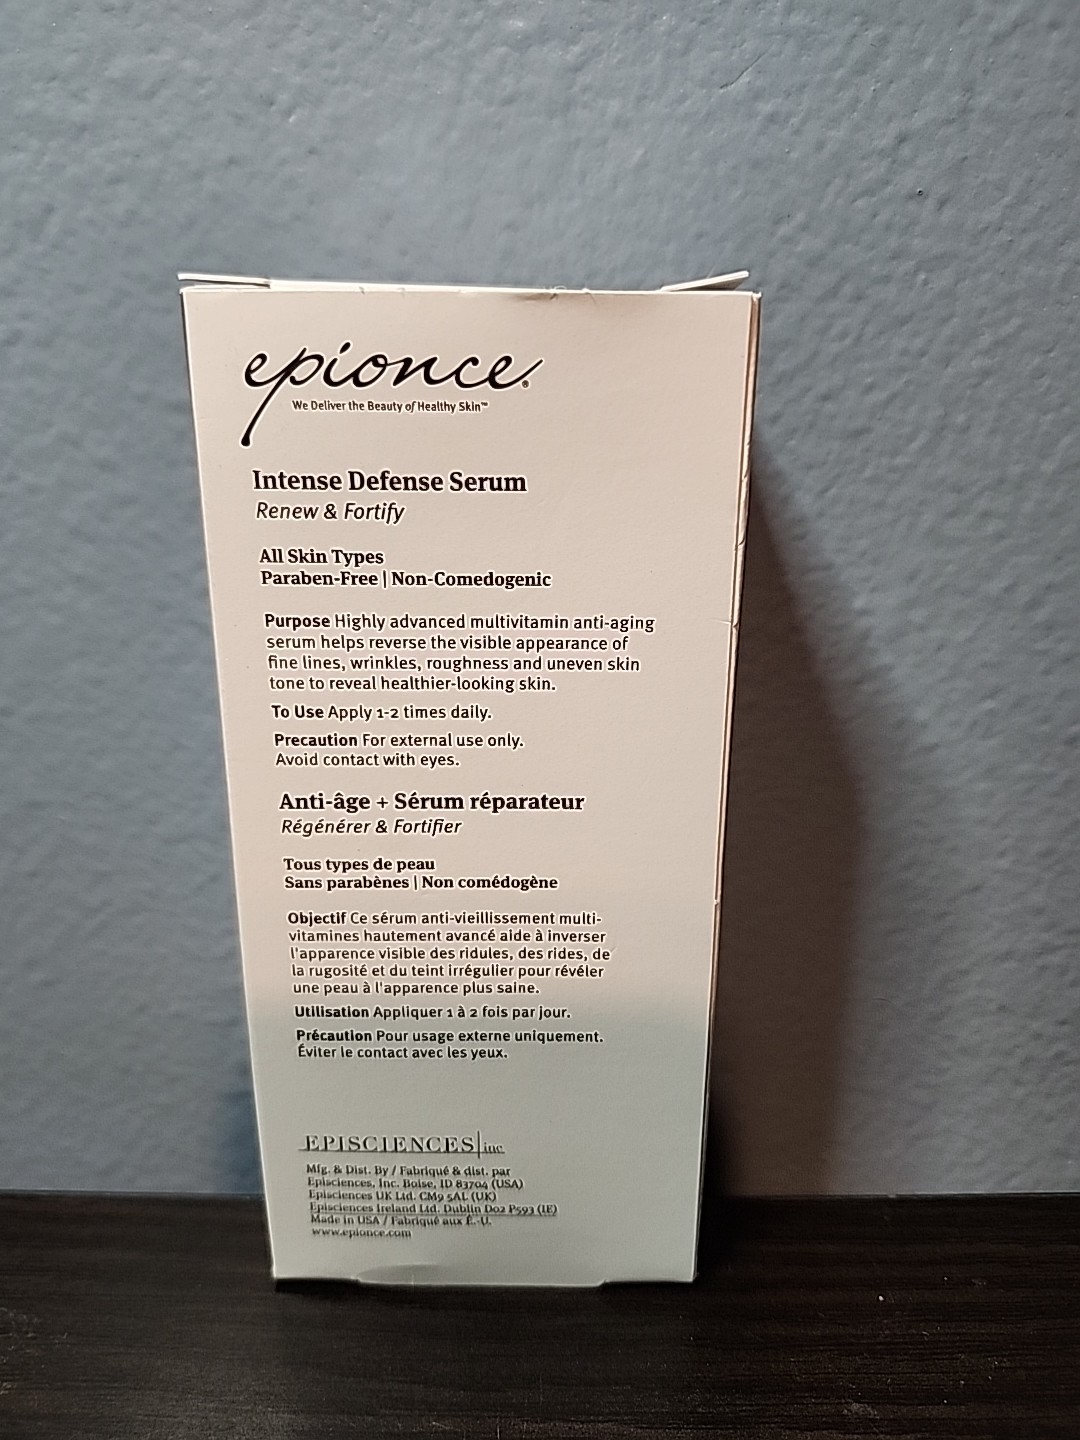 epionce®
We Deliver the Beauty of Healthy Skin™
Intense Defense Serum
Renew & Fortify
All Skin Types
Paraben-Free | Non-Comedogenic
Purpose Highly advanced multivitamin anti-aging
serum helps reverse the visible appearance of
fine lines, wrinkles, roughness and uneven skin
tone to reveal healthier-looking skin.
To Use Apply 1-2 times daily.
Precaution For external use only.
Avoid contact with eyes.
Anti-âge + Sérum réparateur
Régénérer & Fortifier
Tous types de peau
Sans parabènes | Non comédogène
Objectif Ce sérum anti-vieillissement multi-
vitamines hautement avancé aide à inverser
l'apparence visible des ridules, des rides, de
la rugosité et du teint irrégulier pour révéler
une peau à l'apparence plus saine.
Utilisation Appliquer 1 à 2 fois par jour.
Précaution Pour usage externe uniquement.
Éviter le contact avec les yeux.
EPISCIENCES|inc
Mfg. & Dist. By / Fabriqué & dist. par
Episciences, Inc. Boise, ID 83704 (USA)
Episciences UK Ltd. CM9 5AL (UK)
Episciences Ireland Ltd. Dublin D02 P593 (IE)
Made in USA / Fabriqué aux É.-U.
www.epionce.com